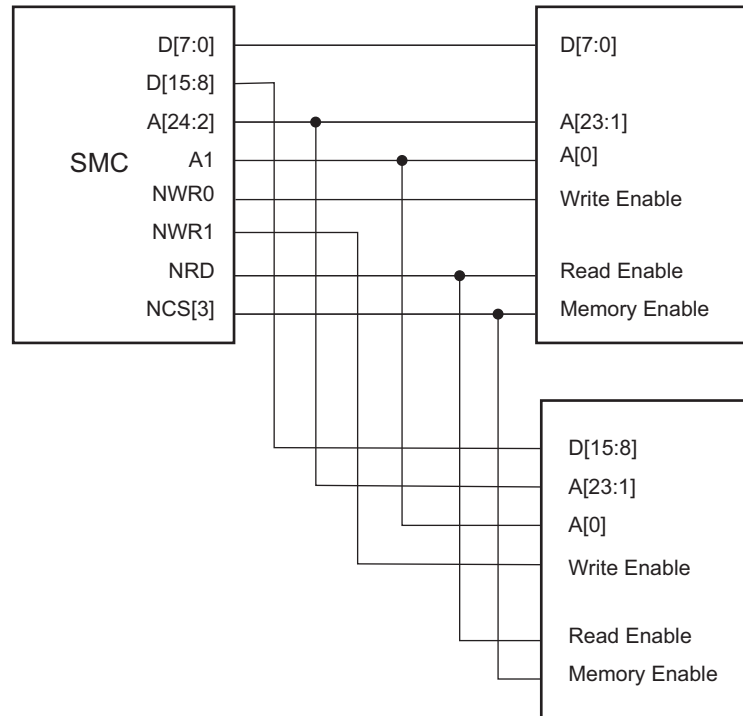 SMC
D[7:0]
D[15:8]
A[24:2]
A1
NWR0
NWR1
NRD
NCS[3]
D[7:0]
A[23:1]
A[0]
Write Enable
Read Enable
Memory Enable
D[15:8]
A[23:1]
A[0]
Write Enable
Read Enable
Memory Enable